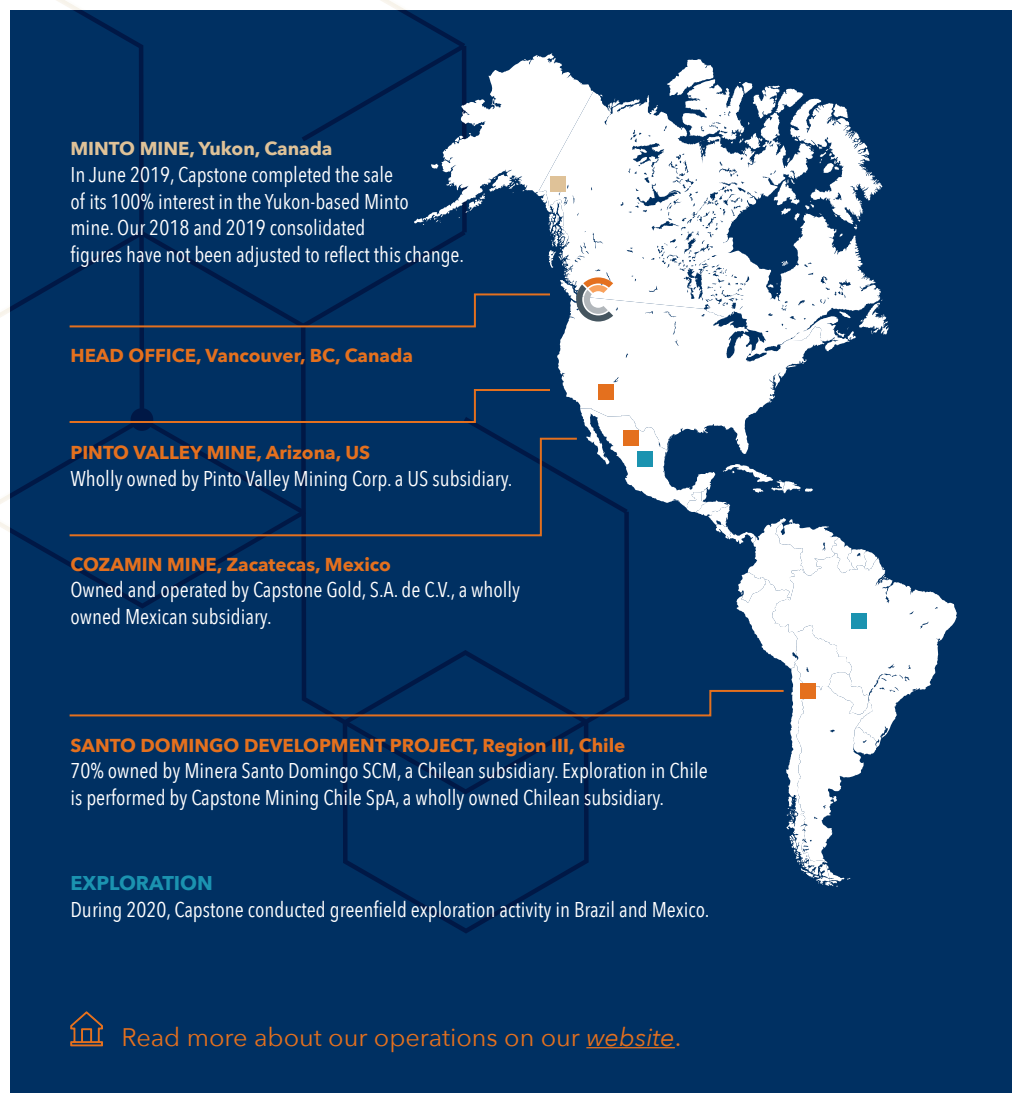 MINTO MINE, Yukon, Canada
In June 2019, Capstone completed the sale
of its 100% interest in the Yukon-based Minto
mine. Our 2018 and 2019 consolidated
figures have not been adjusted to reflect this change.
HEAD OFFICE, Vancouver, BC, Canada
PINTO VALLEY MINE, Arizona, US
Wholly owned by Pinto Valley Mining Corp. a US subsidiary.
COZAMIN MINE, Zacatecas, Mexico
Owned and operated by Capstone Gold, S.A. de C.V., a wholly
owned Mexican subsidiary.
SANTO DOMINGO DEVELOPMENT PROJECT, Region III, Chile
70% owned by Minera Santo Domingo SCM, a Chilean subsidiary. Exploration in Chile
is performed by Capstone Mining Chile SpA, a wholly owned Chilean subsidiary.
EXPLORATION
During 2020, Capstone conducted greenfield exploration activity in Brazil and Mexico.
Read more about our operations on our website.